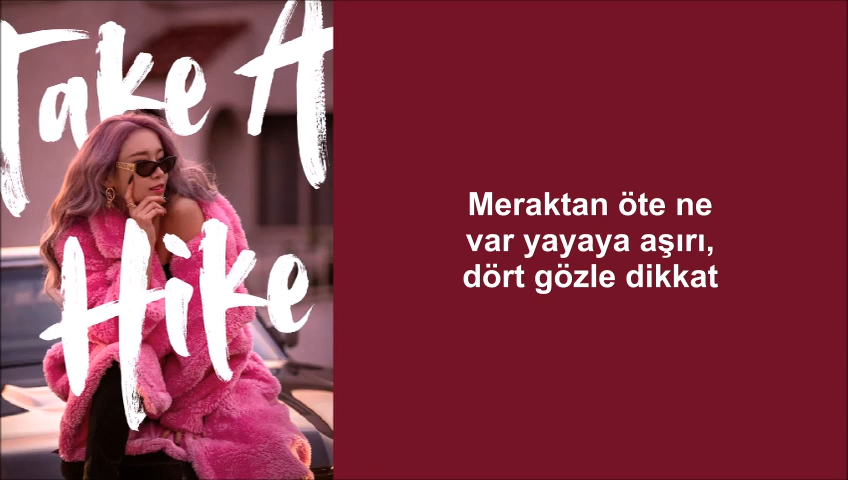 Take A
Hike
Meraktan öte ne
var yayaya aşırı,
dört gözle dikkat